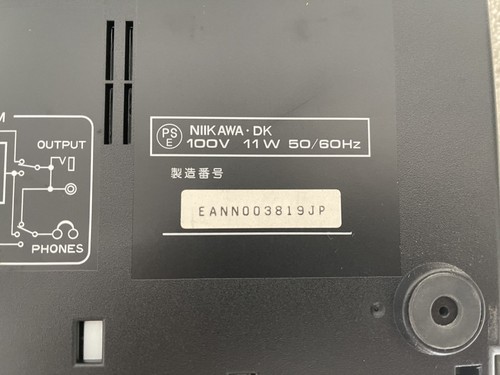 M
OUTPUT
PHONES
PS
E
NIIKAWA・DK
100V 11W 50/60Hz
製造番号
EANN003819JP